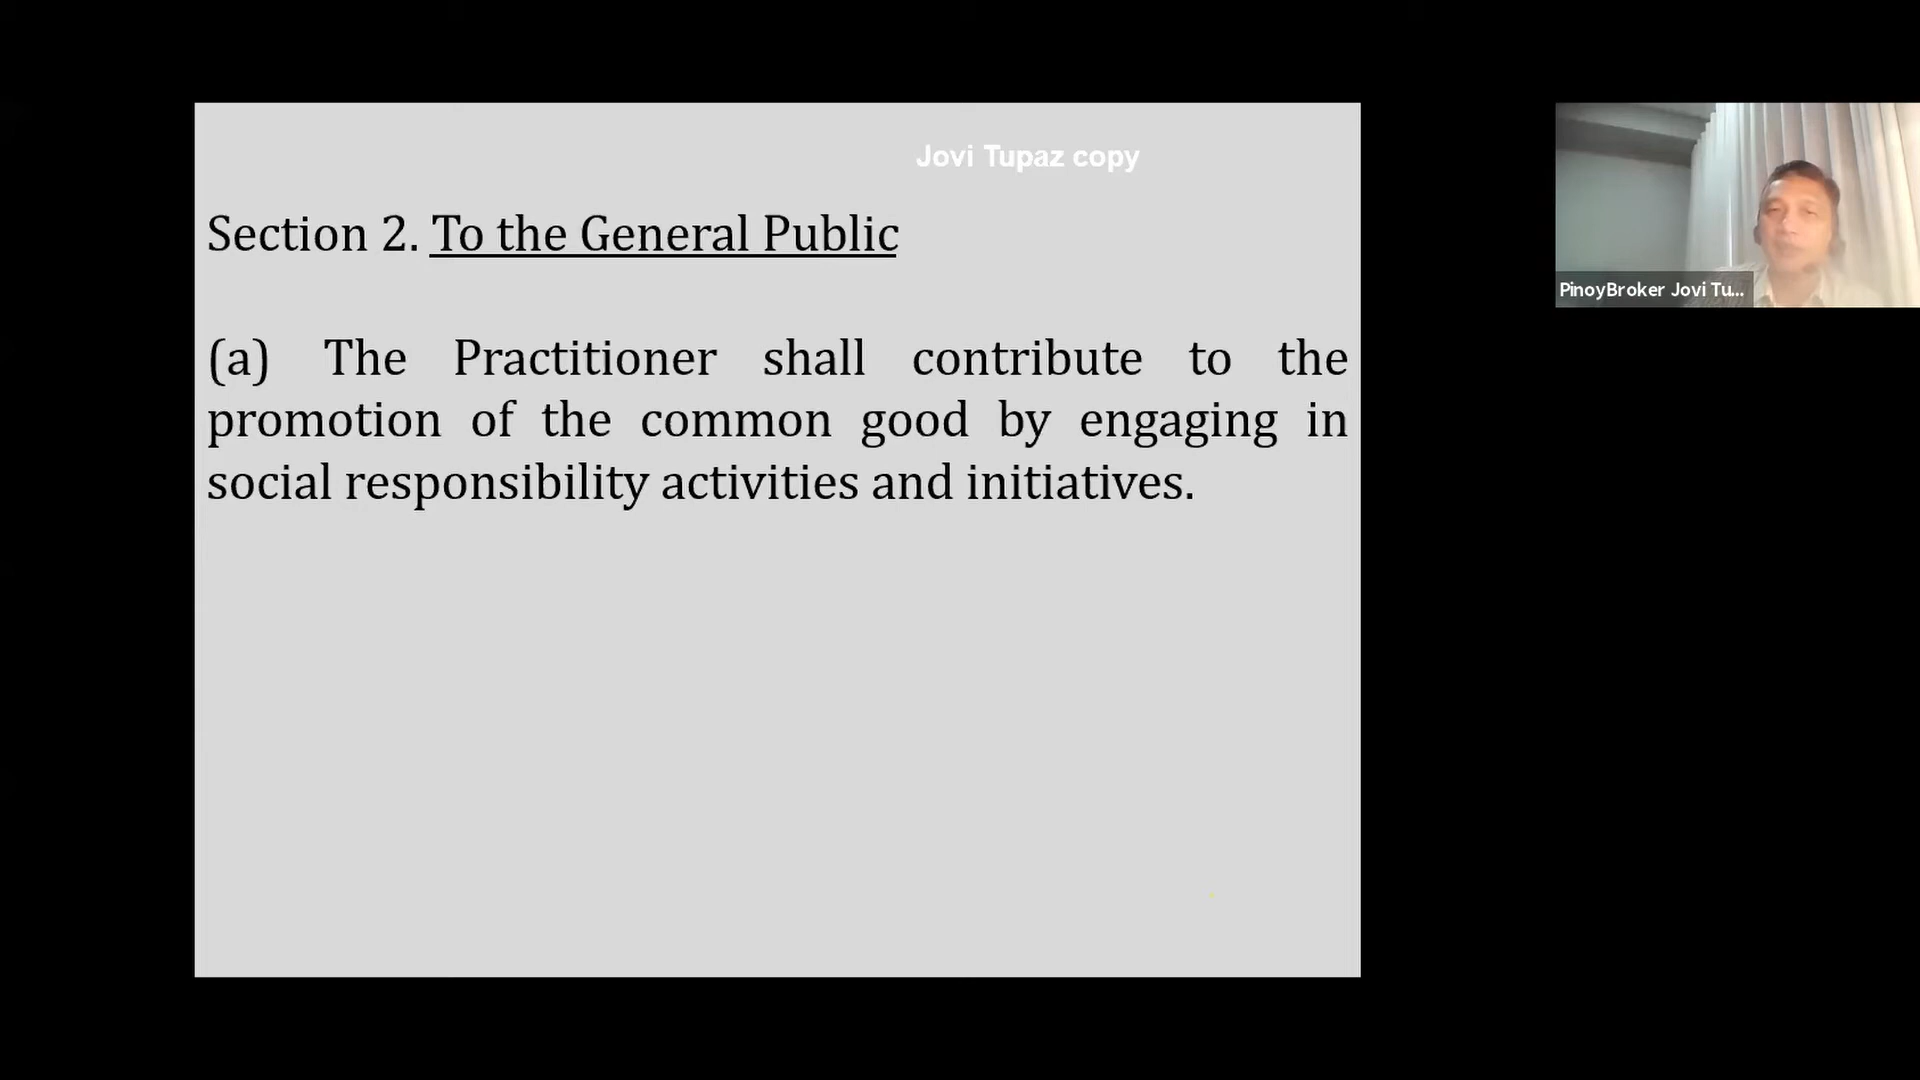 Jovi Tupaz copy
Section 2. To the General Public
(a) The Practitioner shall contribute to the
promotion of the common good by engaging in
social responsibility activities and initiatives.
PinoyBroker Jovi Tu...